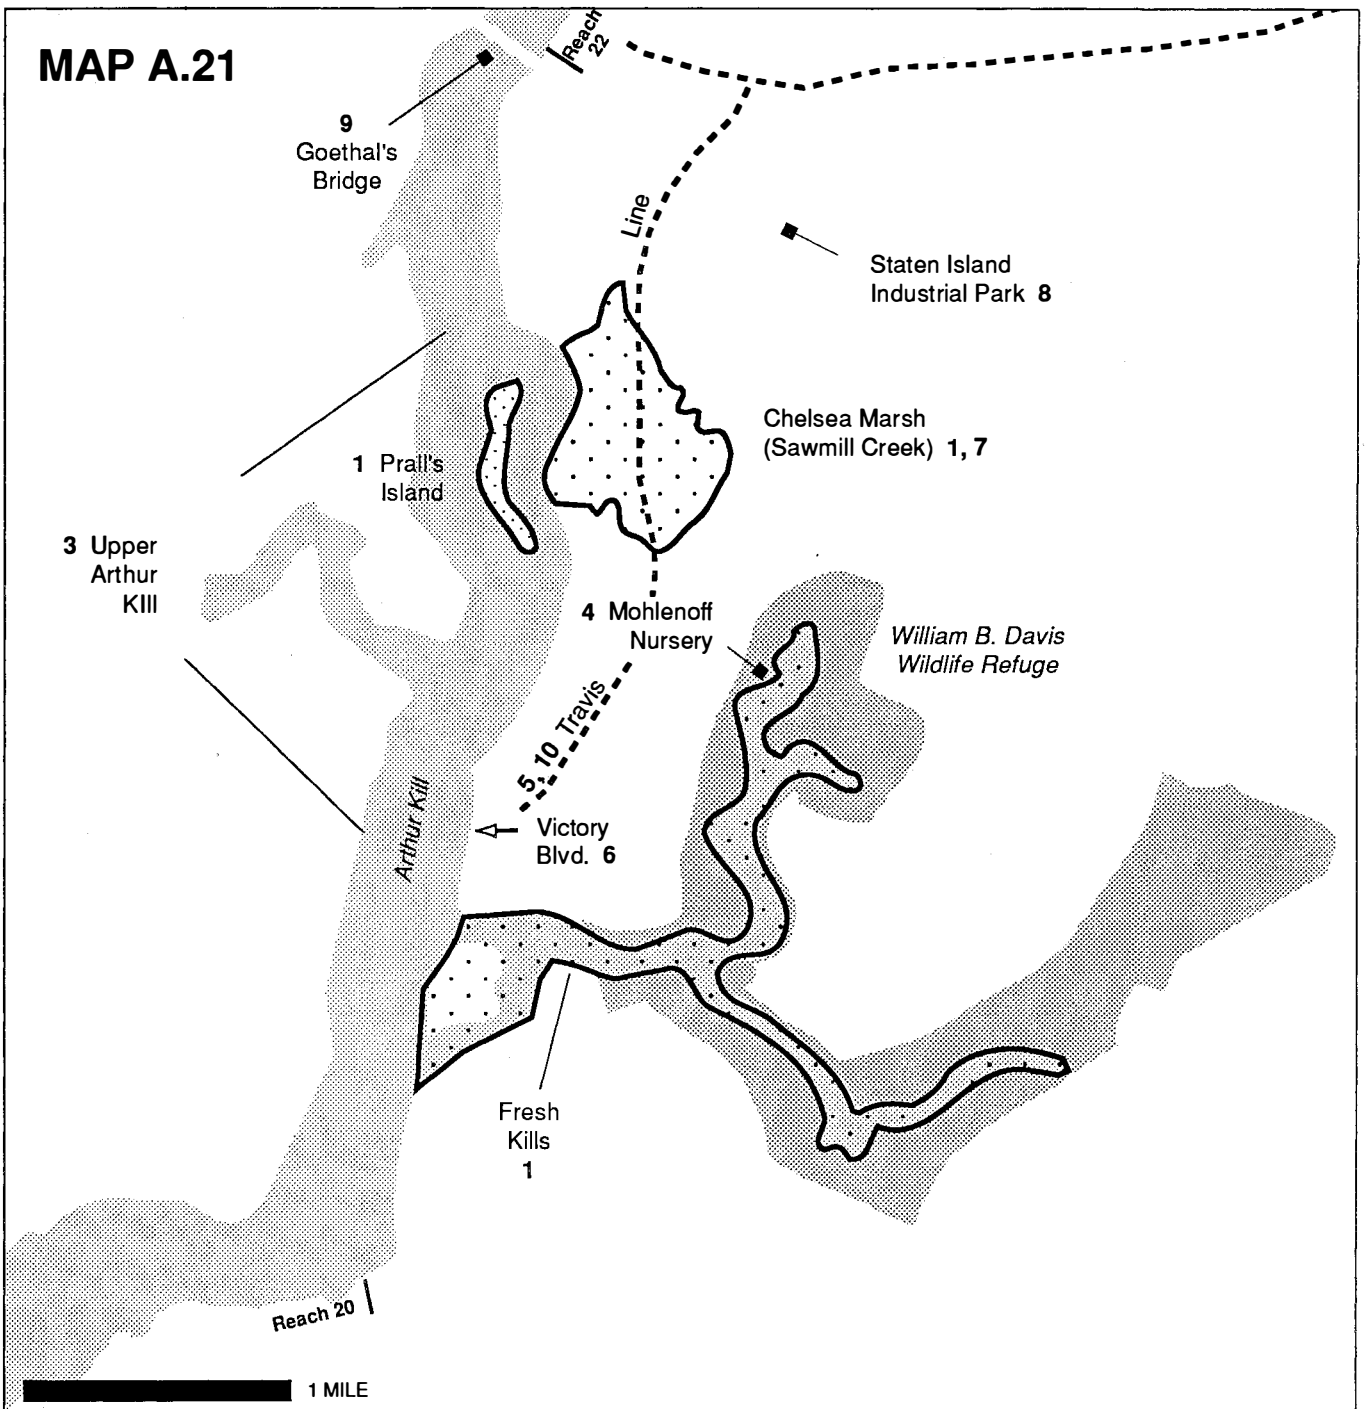 MAP A.21
Reach
22
9
Goethal's
Bridge
Line
Staten Island
Industrial Park 8
Chelsea Marsh
(Sawmill Creek) 1, 7
1 Prall's
Island
3 Upper
Arthur
KIll
4 Mohlenoff
Nursery
William B. Davis
Wildlife Refuge
5, 10 Travis
Arthur Kill
Victory
Blvd. 6
Fresh
Kills
1
Reach 20
1 MILE